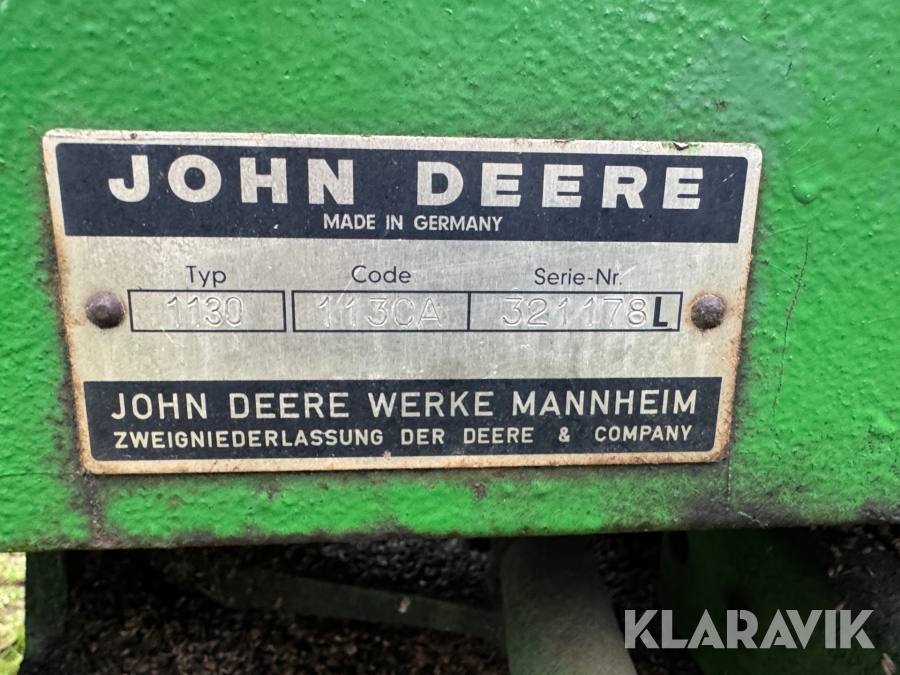 JOHN DEERE
MADE IN GERMANY
Typ Code Serie-Nr.
1130 1130A 321178L
JOHN DEERE WERKE MANNHEIM
ZWEIGNIEDERLASSUNG DER DEERE & COMPANY
KLARAVIK